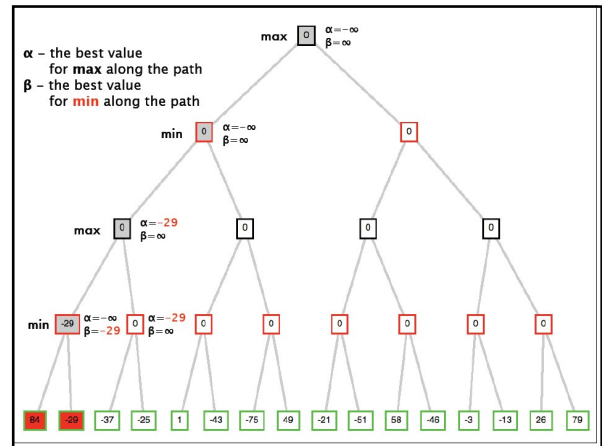 max 0 α=-∞
β=∞
α – the best value
for max along the path
β – the best value
for min along the path
min 0 α=-∞
β=∞
0
max 0 α=-29
β=∞
0 0 0
min -29 α=-∞
β=-29
0 α=-29
β=∞
0 0 0 0 0 0
84 -29 -37 -25 1 -43 -75 49 -21 -51 58 -46 -3 -13 26 79